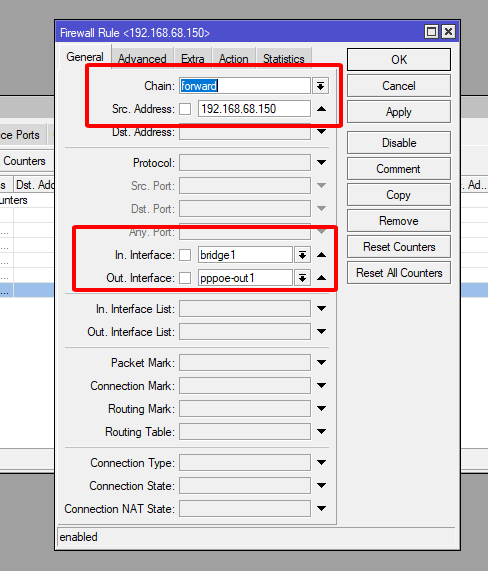 Firewall Rule <192.168.68.150>
General Advanced Extra Action Statistics
Chain: forward
Src. Address: 192.168.68.150
Dst. Address:
Protocol:
Src. Port:
Dst. Port:
Any. Port:
In. Interface: bridge1
Out. Interface: pppoe-out1
In. Interface List:
Out. Interface List:
Packet Mark:
Connection Mark:
Routing Mark:
Routing Table:
Connection Type:
Connection State:
Connection NAT State:
enabled
OK
Cancel
Apply
Disable
Comment
Copy
Remove
Reset Counters
Reset All Counters
ce Ports
Counters
s Dst. Add
unters
...
...
...
...
. Ad...